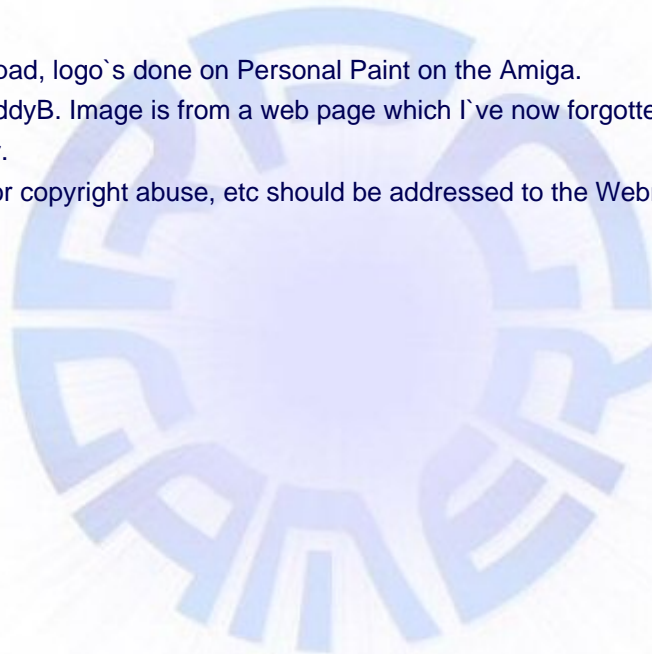 oad, logo`s done on Personal Paint on the Amiga.
ddyB. Image is from a web page which I`ve now forgotte
or copyright abuse, etc should be addressed to the Web